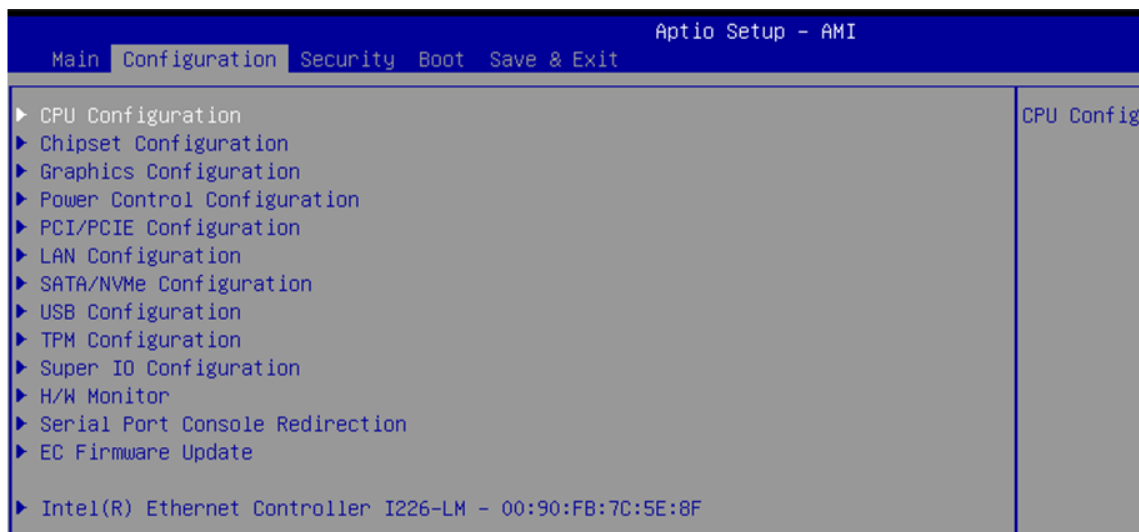 Aptio Setup - AMI
Main Configuration Security Boot Save & Exit
CPU Configuration
CPU Config
Chipset Configuration
Graphics Configuration
Power Control Configuration
PCI/PCIE Configuration
LAN Configuration
SATA/NVMe Configuration
USB Configuration
TPM Configuration
Super IO Configuration
H/W Monitor
Serial Port Console Redirection
EC Firmware Update
Intel(R) Ethernet Controller I226-LM - 00:90:FB:7C:5E:8F